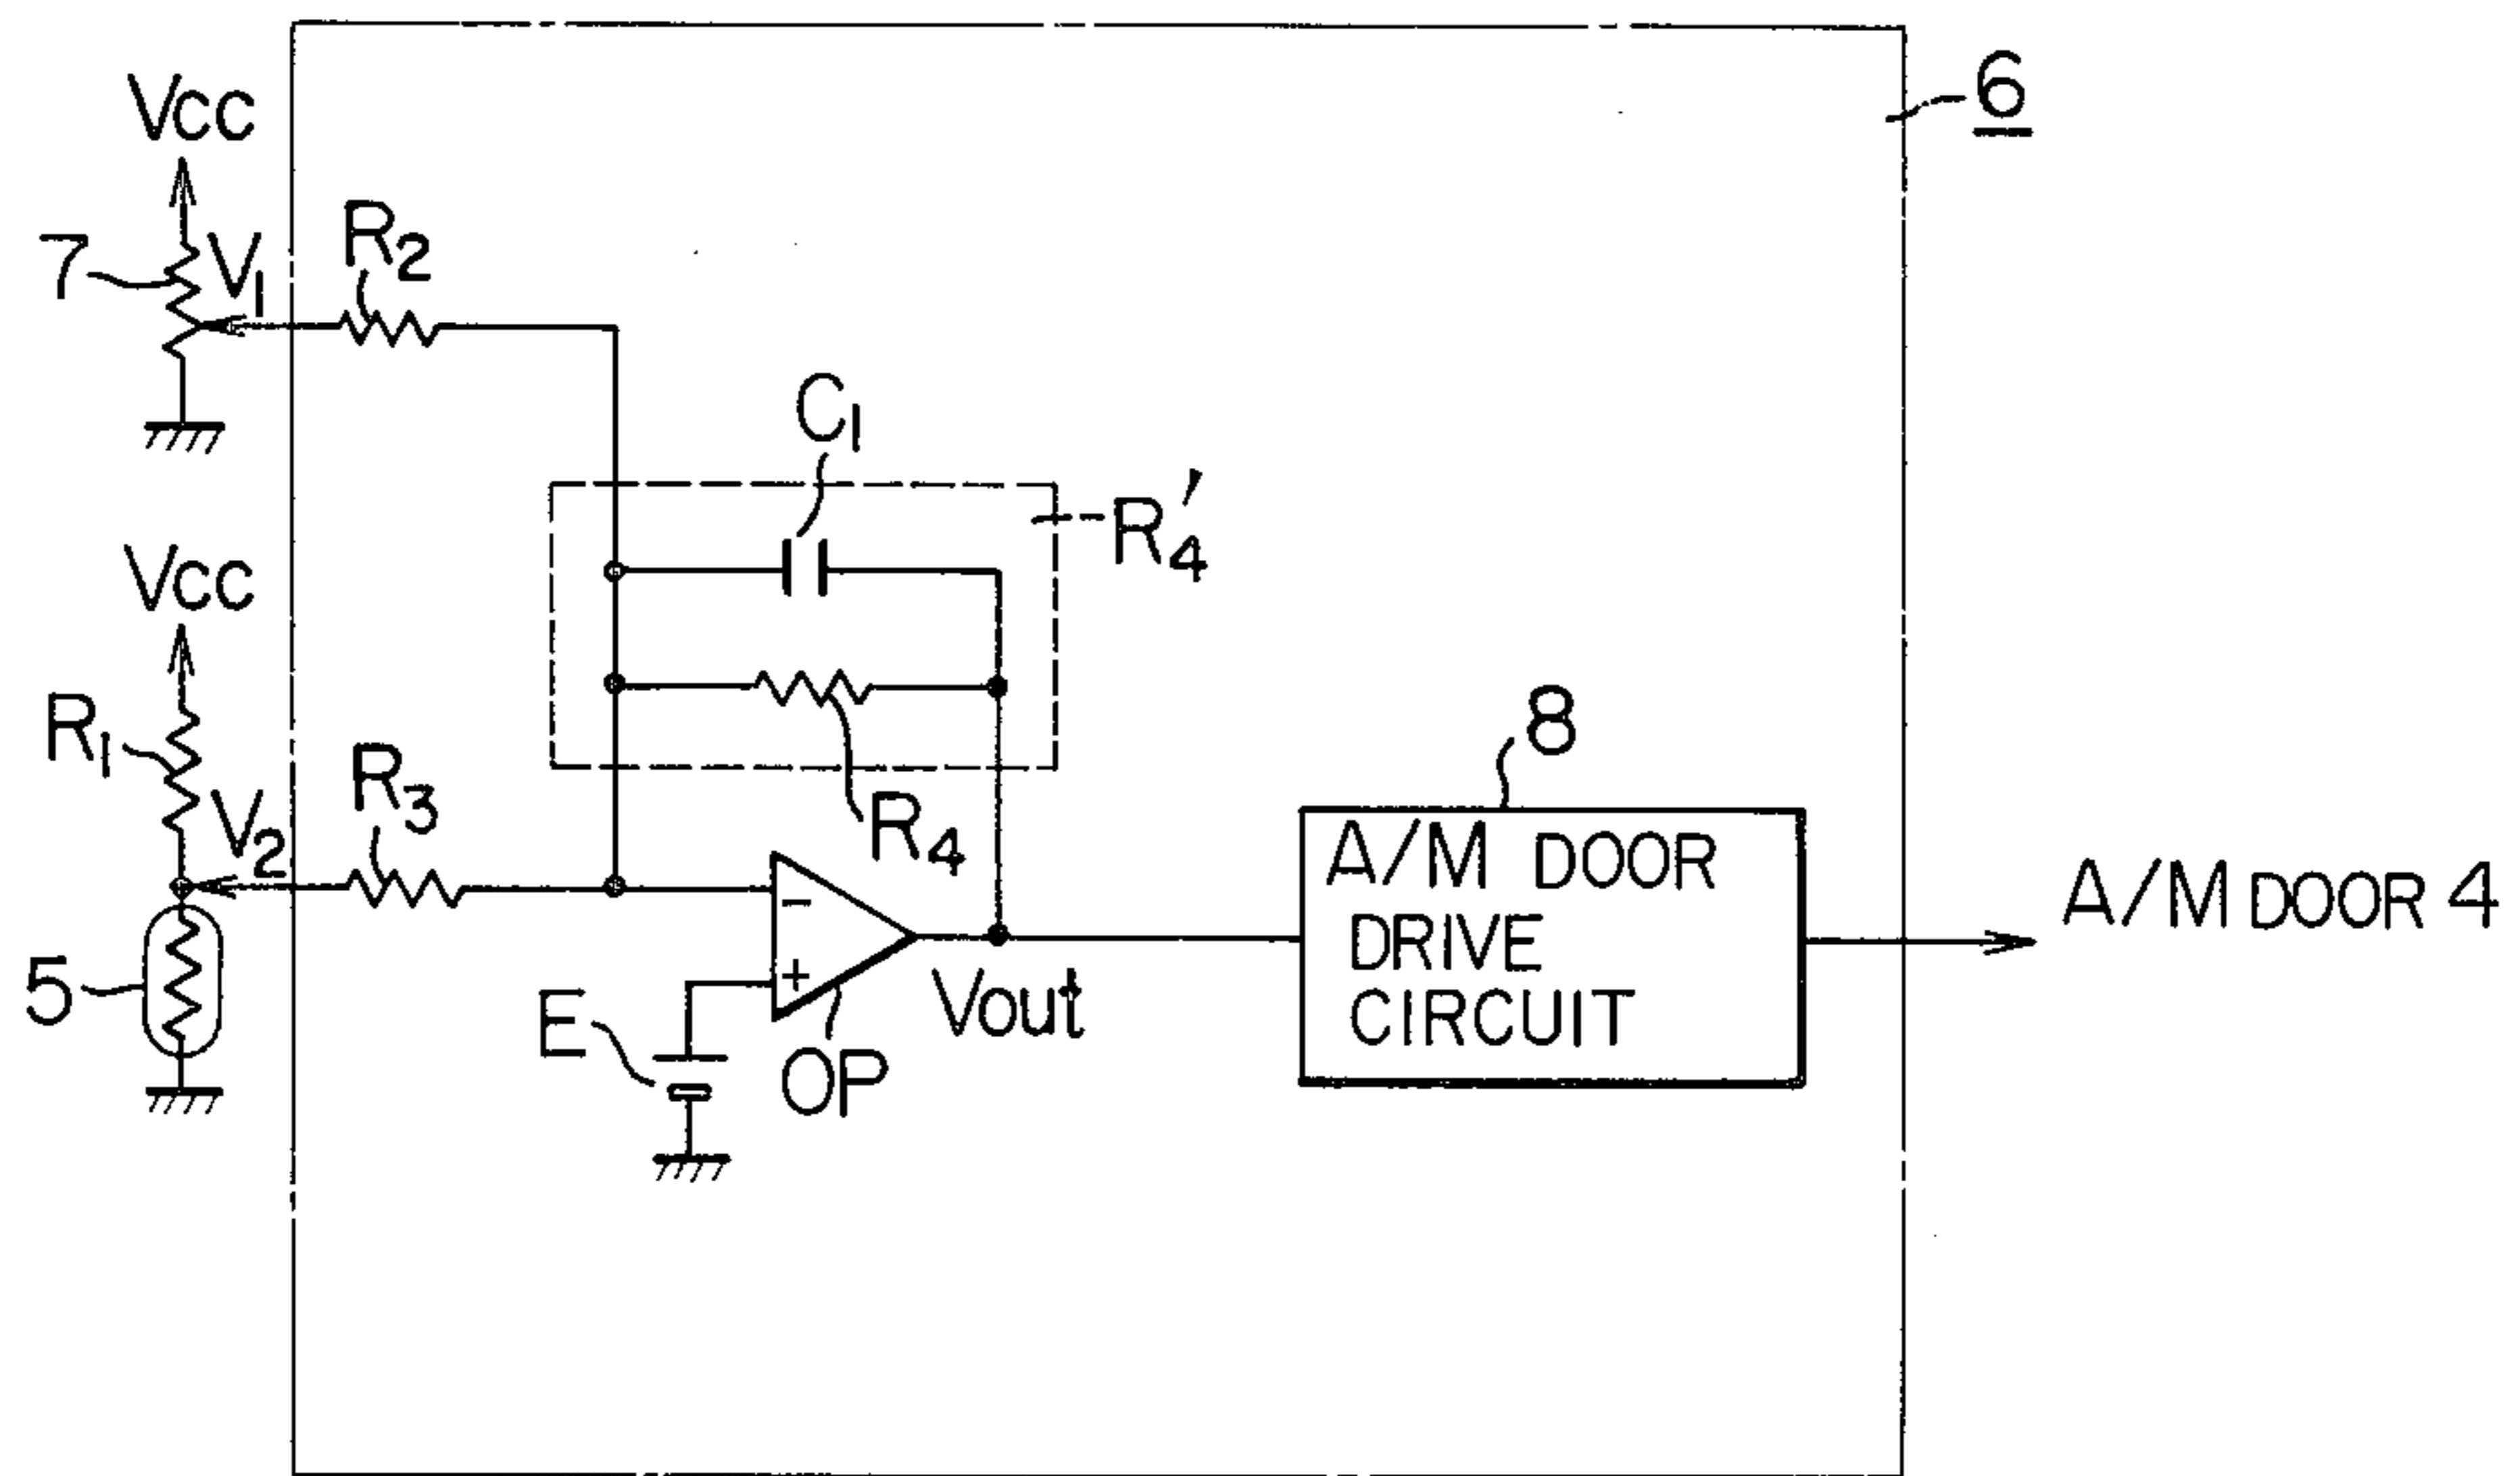 Vcc
6
7
V1
R2
C1
R4'
Vcc
R1
V2
R3
R4
8
A/M DOOR
DRIVE
CIRCUIT
A/M DOOR 4
−
+
5
E
OP
Vout